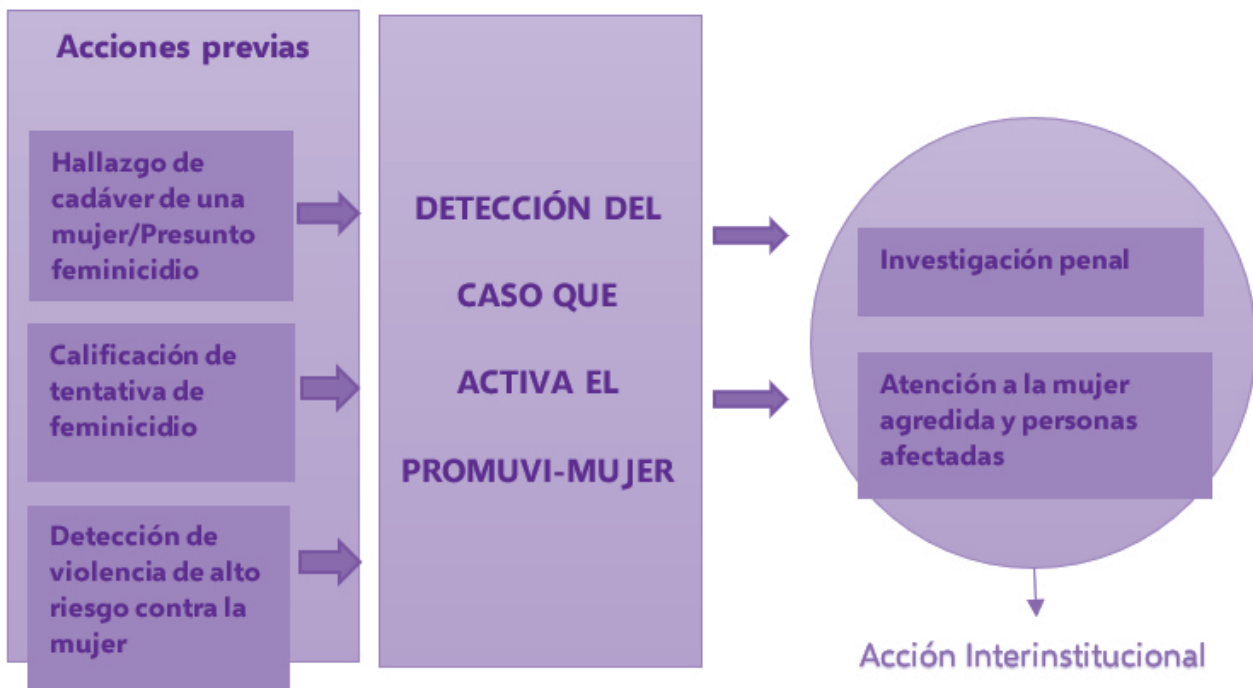 Acciones previas
Hallazgo de
cadáver de una
mujer/Presunto
feminicidio
Calificación de
tentativa de
feminicidio
Detección de
violencia de alto
riesgo contra la
mujer
DETECCIÓN DEL
CASO QUE
ACTIVA EL
PROMUVI-MUJER
Investigación penal
Atención a la mujer
agredida y personas
afectadas
Acción Interinstitucional